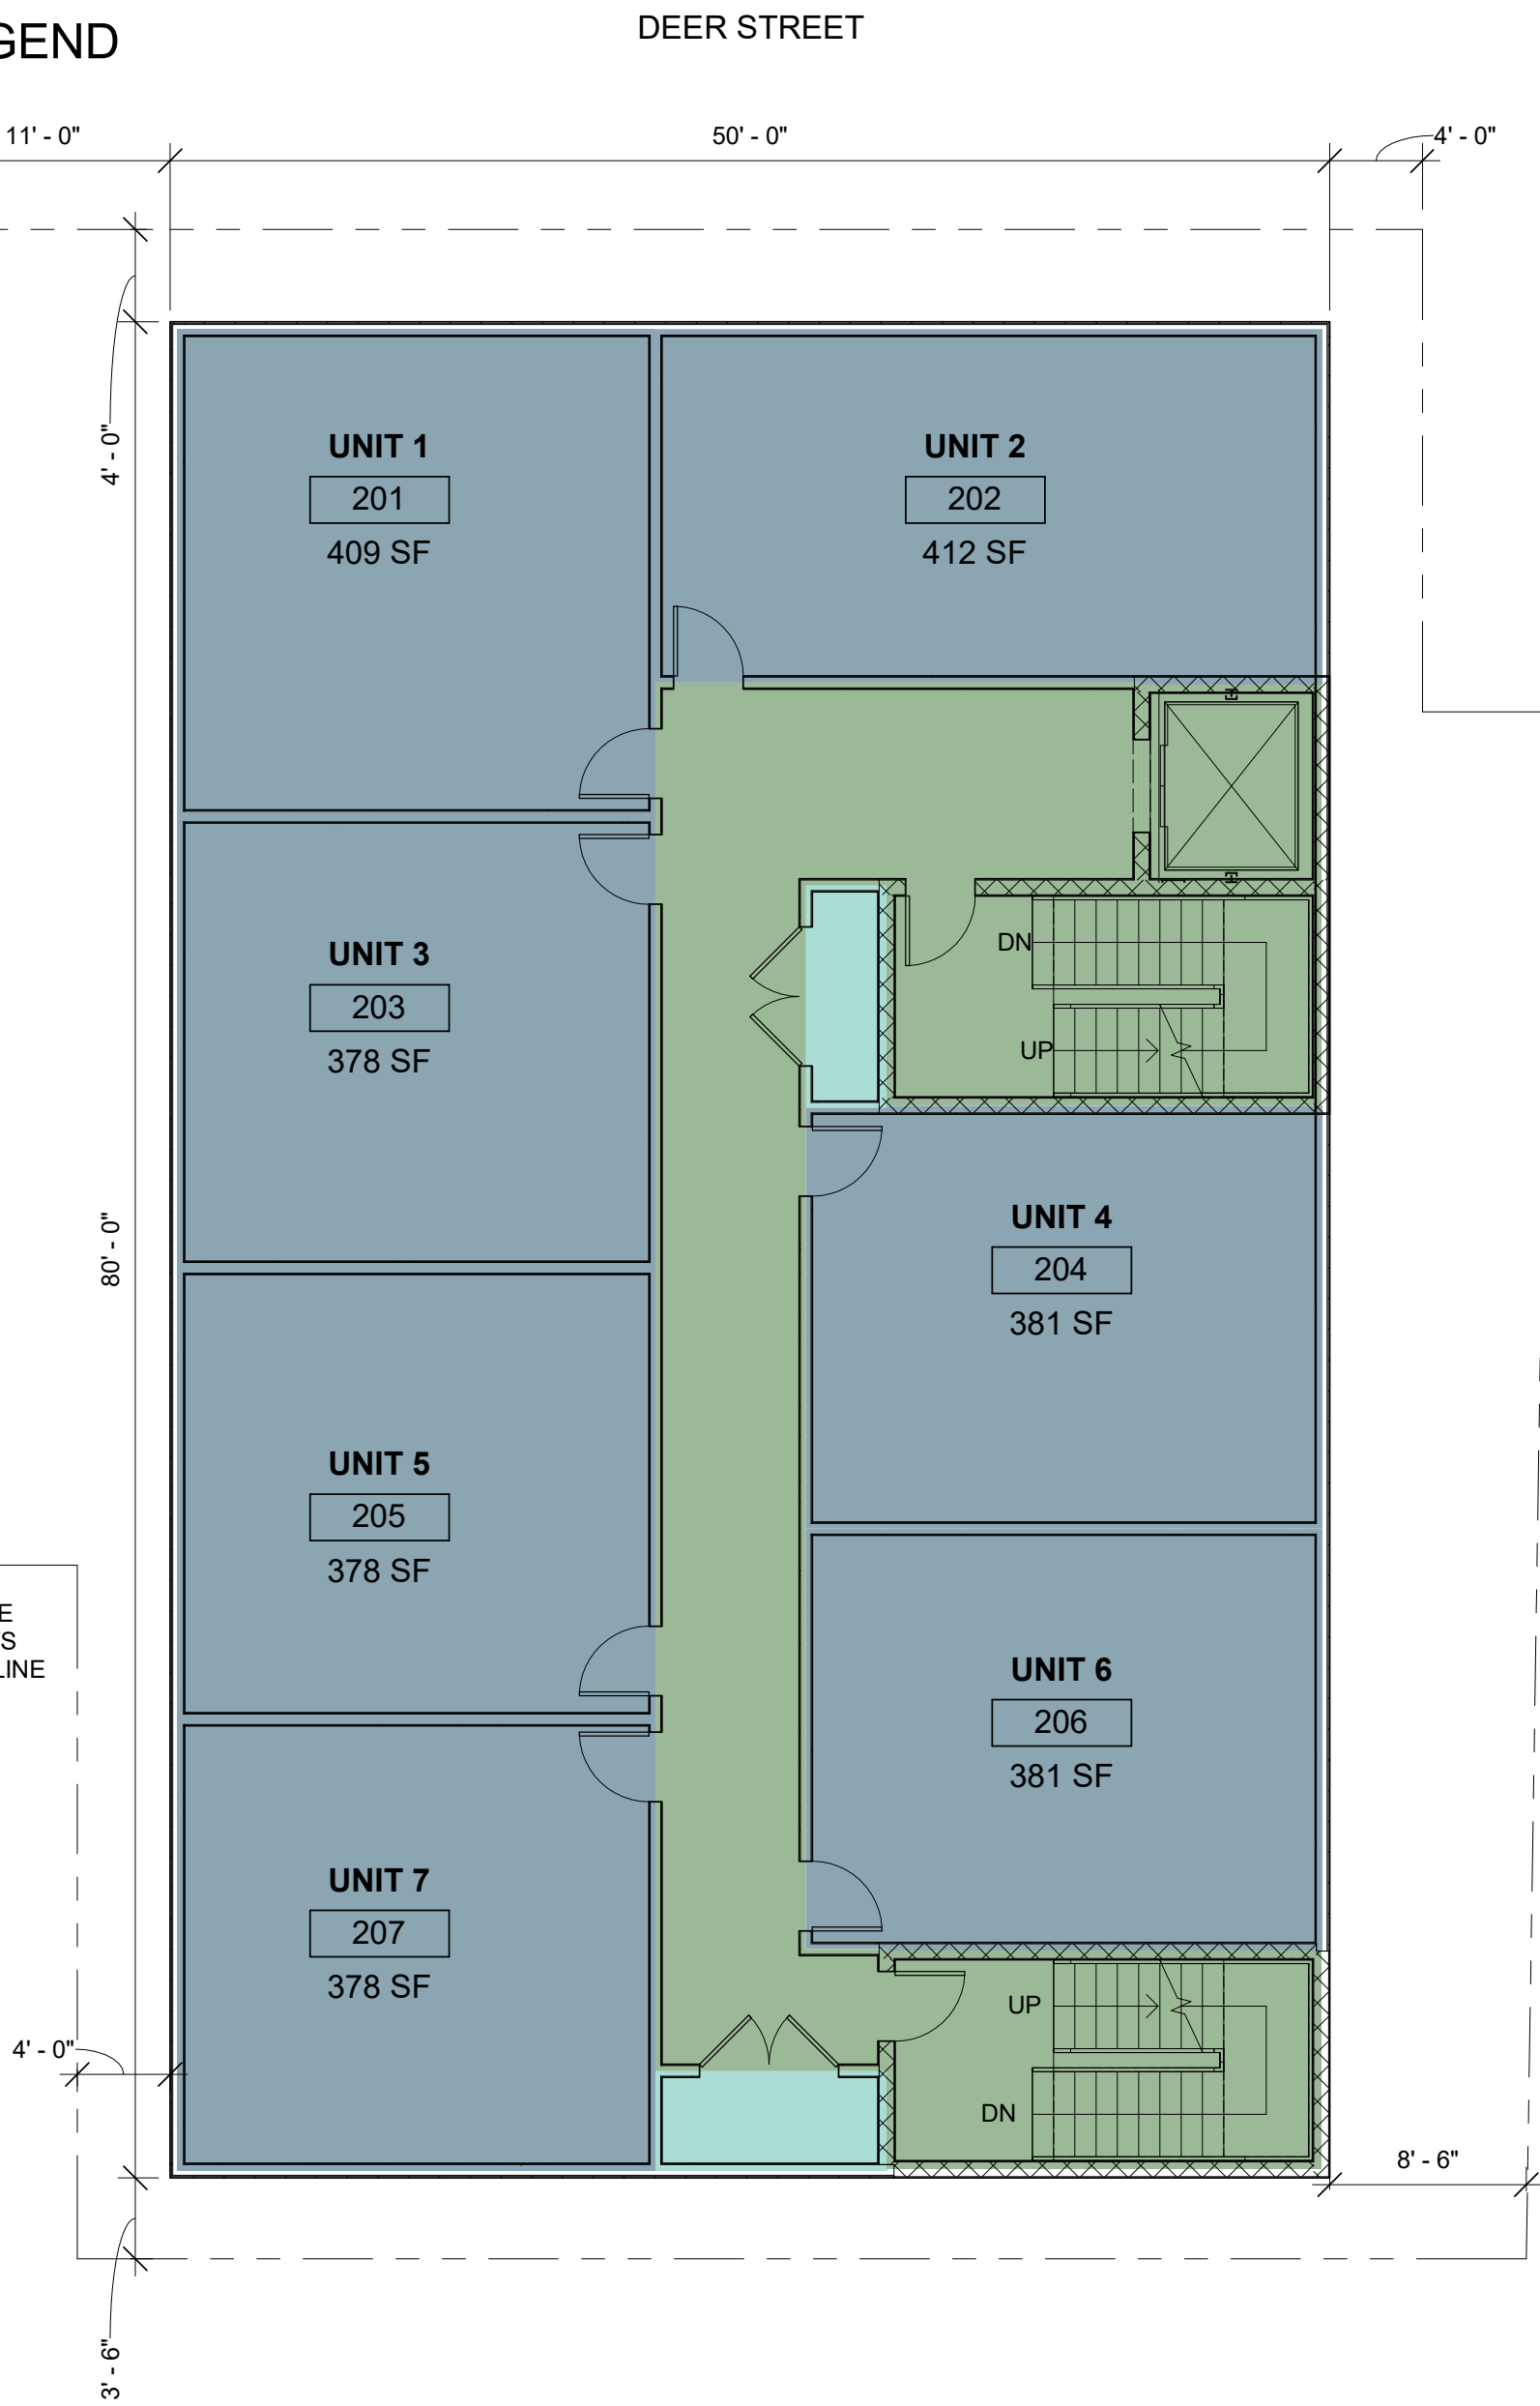 DEER STREET
GEND
11' - 0"
50' - 0"
4' - 0"
4' - 0"
UNIT 1
201
409 SF
UNIT 2
202
412 SF
UNIT 3
203
378 SF
DN
UP
80' - 0"
UNIT 4
204
381 SF
UNIT 5
205
378 SF
E
S
LINE
UNIT 6
206
381 SF
UNIT 7
207
378 SF
UP
DN
4' - 0"
8' - 6"
3' - 6"